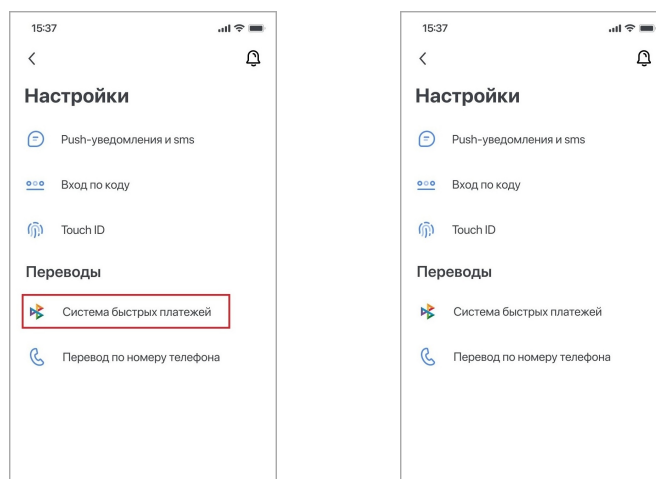 15:37
Настройки
Push-уведомления и sms
Вход по коду
Touch ID
Переводы
Система быстрых платежей
Перевод по номеру телефона
15:37
Настройки
Push-уведомления и sms
Вход по коду
Touch ID
Переводы
Система быстрых платежей
Перевод по номеру телефона